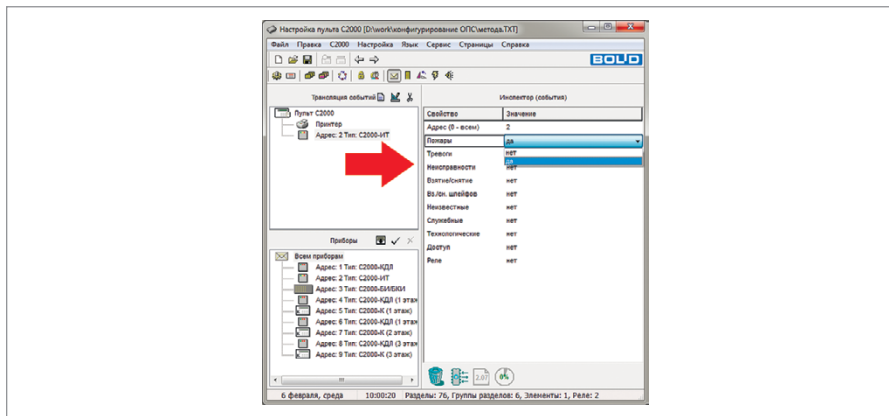 Настройка пульта С2000 [D:\work\конфигурирование ОПС\метода.TXT]
Файл Правка С2000 Настройка Язык Сервис Страницы Справка
BOLID
Трансляция событий
Пульт С2000
Принтер
Адрес: 2 Тип: С2000-ИТ
Приборы
Всем приборам
Адрес: 1 Тип: С2000-КДЛ
Адрес: 2 Тип: С2000-ИТ
Адрес: 3 Тип: С2000-БИ/БКИ
Адрес: 4 Тип: С2000-КДЛ (1 этаж
Адрес: 5 Тип: С2000-К (1 этаж)
Адрес: 6 Тип: С2000-КДЛ (1 этаж
Адрес: 7 Тип: С2000-К (2 этаж)
Адрес: 8 Тип: С2000-КДЛ (3 этаж
Адрес: 9 Тип: С2000-К (3 этаж)
Инспектор (события)
Свойство Значение
Адрес (0 - всем) 2
Пожары да
нет
да
Тревоги
Неисправности нет
Взятие/снятие нет
Вз./сн. шлейфов нет
Неизвестные нет
Служебные нет
Технологические нет
Доступ нет
Реле нет
2.07
0%
6 февраля, среда 10:00:20 Разделы: 76, Группы разделов: 6, Элементы: 1, Реле: 2